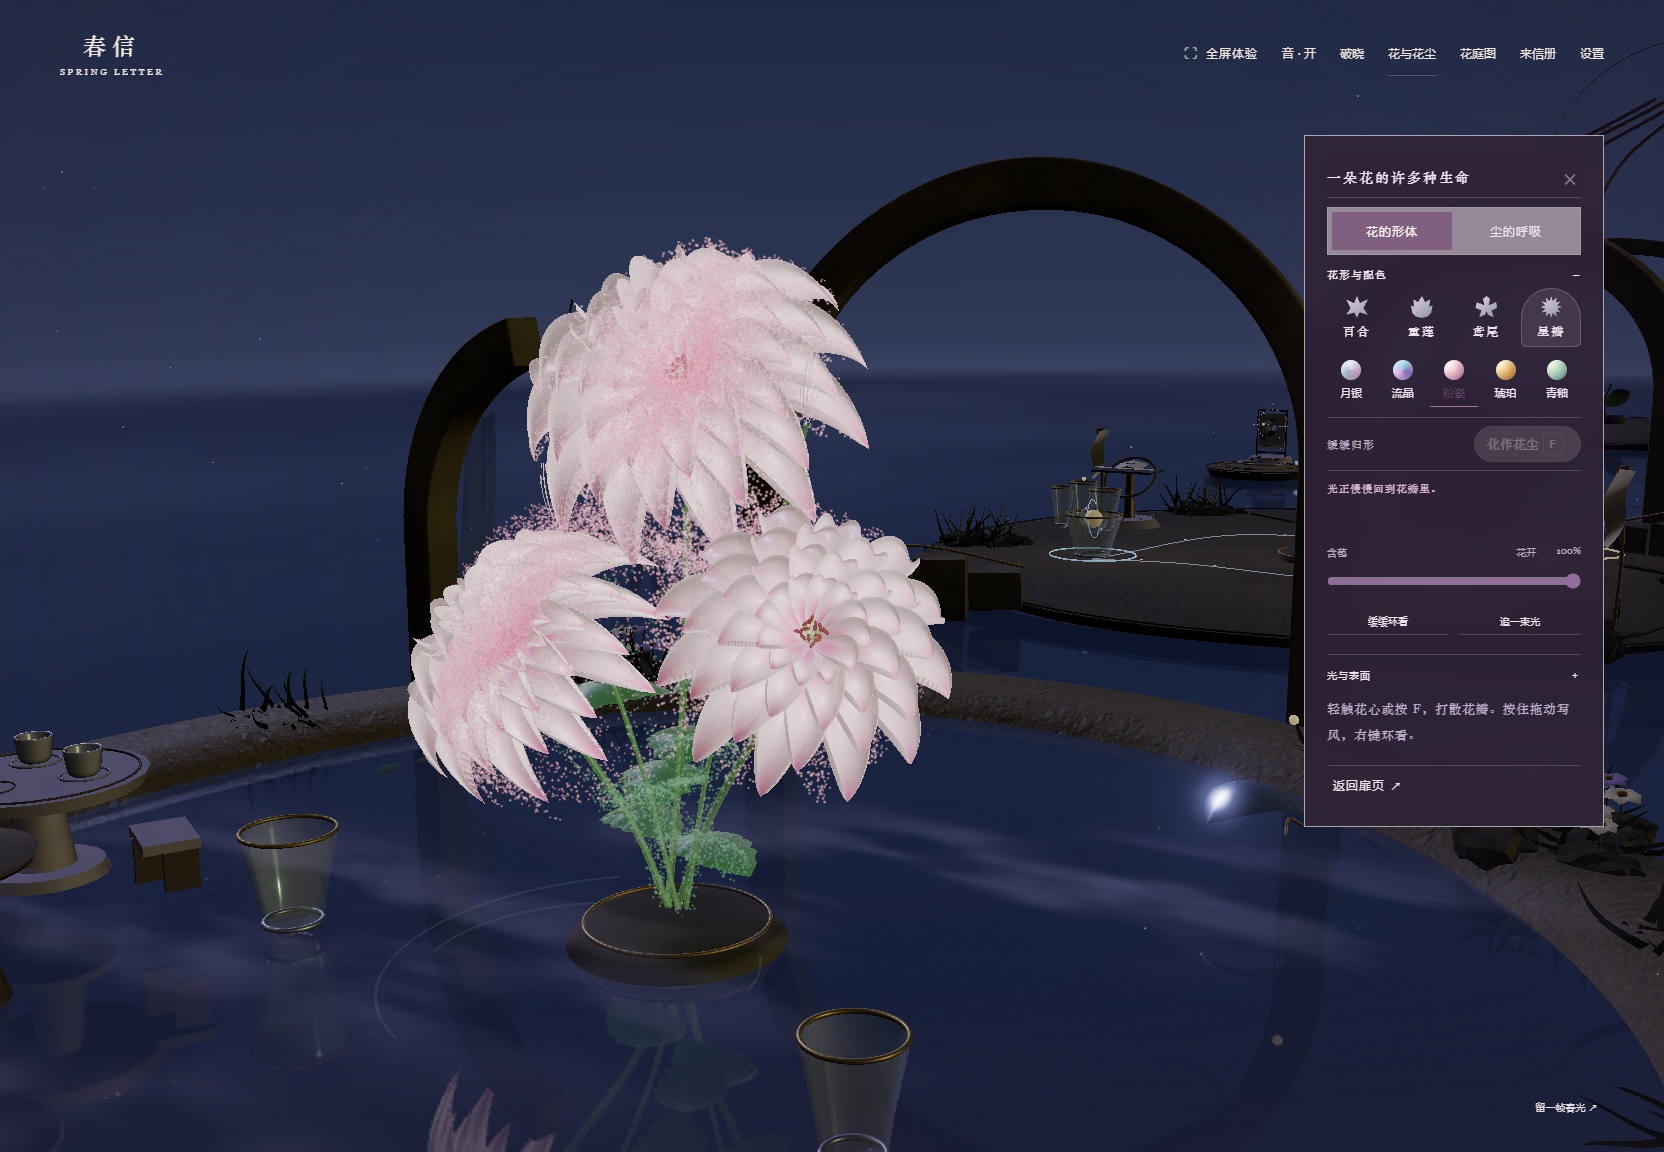 春信
SPRING LETTER
全屏体验 音·开 破晓 花与花尘 花庭图 来信册 设置
一朵花的许多种生命
花的形体 尘的呼吸
花形与配色 −
百合 重莲 鸢尾 星瓣
月银 流晶 粉瓷 琥珀 青釉
缓缓归形 化作花尘 F
光正慢慢回到花瓣里。
含苞 花开 100%
缓缓环看 追一束光
光与表面 +
轻触花心或按 F，打散花瓣。按住拖动写
风，右键环看。
返回扉页 ↗
留一帧春光 ↗